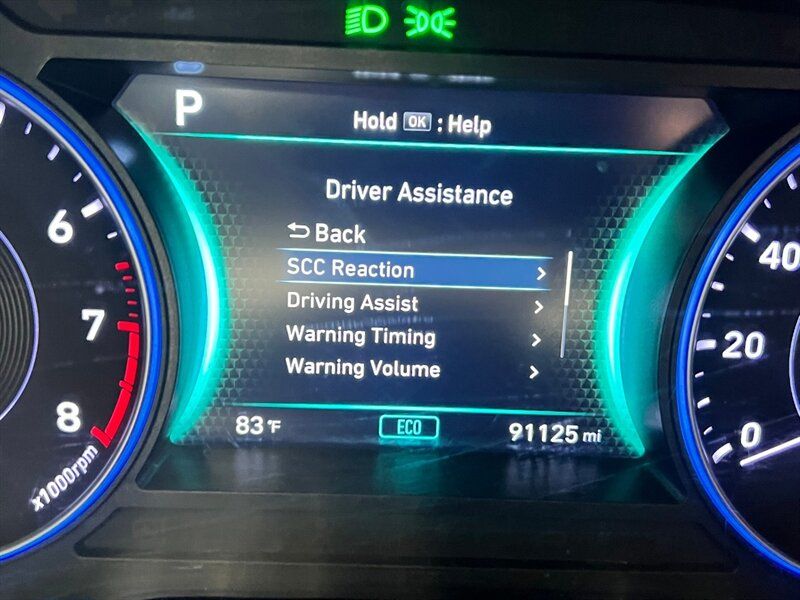 P
Hold OK : Help
Driver Assistance
Back
SCC Reaction
Driving Assist
Warning Timing
Warning Volume
83°F
ECO
91125 mi
6
7
8
x1000rpm
40
20
0